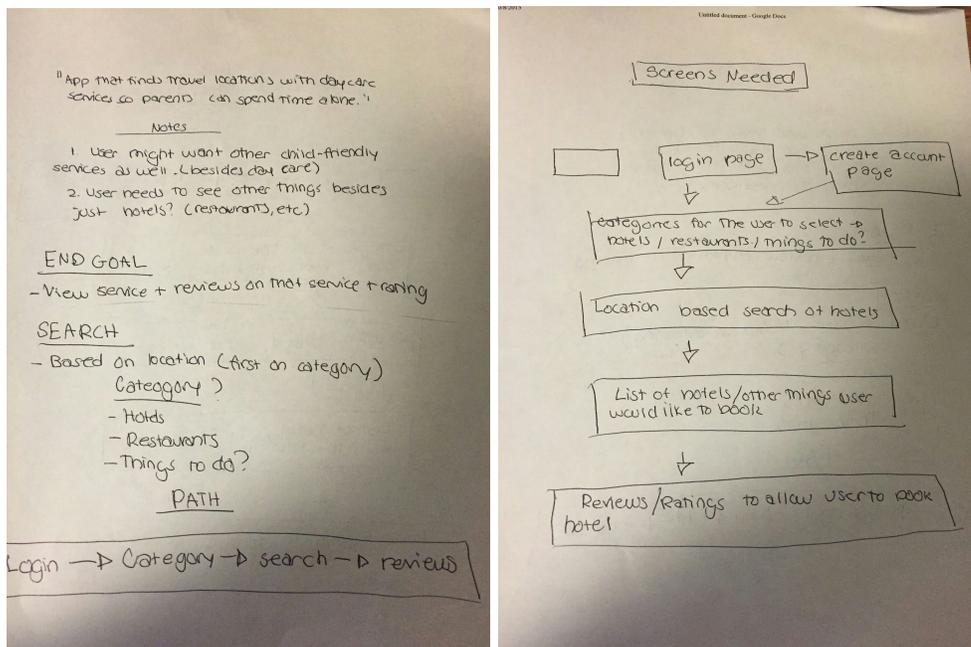 "App that finds travel locations with daycare
services so parents can spend time alone."
Notes
1. User might want other child-friendly
services as well. (besides day care)
2. User needs to see other things besides
just hotels? (restaurants, etc)
END GOAL
- View service + reviews on that service + rating
SEARCH
- Based on location (first on category)
Cateogory?
- Hotels
- Restaurants
- Things to do?
PATH
Login → Category → search → reviews
9/8/2015
Untitled document - Google Docs
Screens Needed
login page → create account
page
categories for the user to select →
hotels / restaurants / things to do?
Location based search of hotels
List of hotels/other things user
would like to book
Reviews/Ratings to allow user to book
hotel